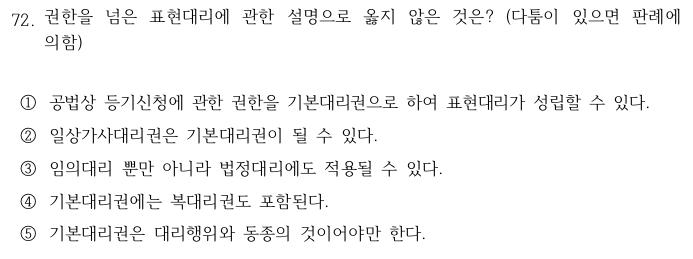 72. 권한을 넘은 표현대리에 관한 설명으로 옳지 않은 것은? (다툼이 있으면 판례에
의함)
① 공법상 등기신청에 관한 권한을 기본대리권으로 하여 표현대리가 성립할 수 있다.
② 일상가사대리권은 기본대리권이 될 수 있다.
③ 임의대리 뿐만 아니라 법정대리에도 적용될 수 있다.
④ 기본대리권에는 복대리권도 포함된다.
⑤ 기본대리권은 대리행위와 동종의 것이어야만 한다.